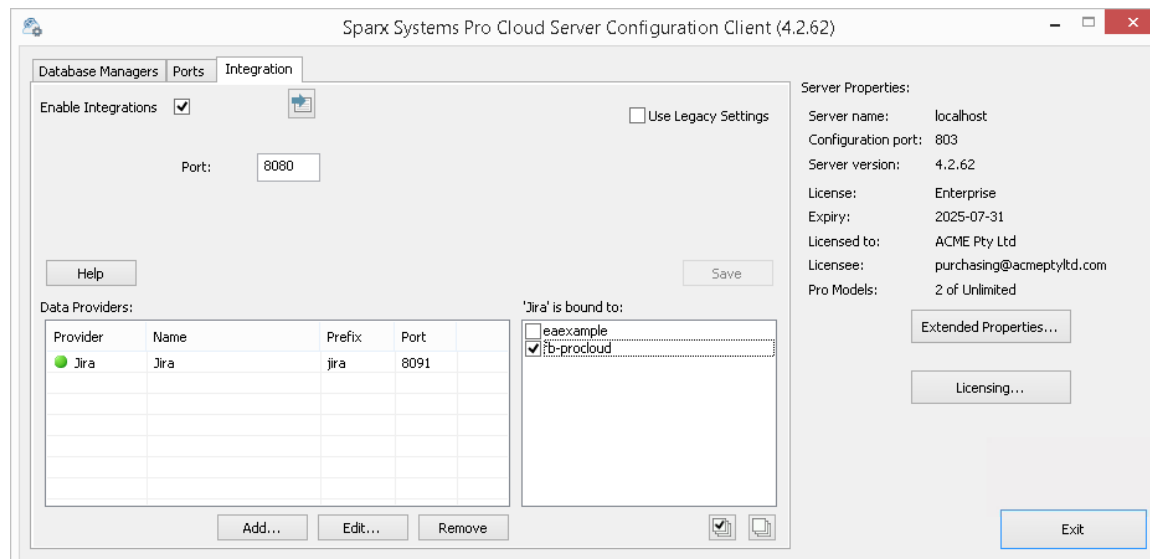 Sparx Systems Pro Cloud Server Configuration Client (4.2.62)
Database Managers Ports Integration
Enable Integrations
Use Legacy Settings
Port: 8080
Help
Save
Data Providers:
Provider Name Prefix Port
Jira Jira jira 8091
Add... Edit... Remove
'Jira' is bound to:
eaexample
fb-procloud
Server Properties:
Server name: localhost
Configuration port: 803
Server version: 4.2.62
License: Enterprise
Expiry: 2025-07-31
Licensed to: ACME Pty Ltd
Licensee: purchasing@acmeptyltd.com
Pro Models: 2 of Unlimited
Extended Properties...
Licensing...
Exit